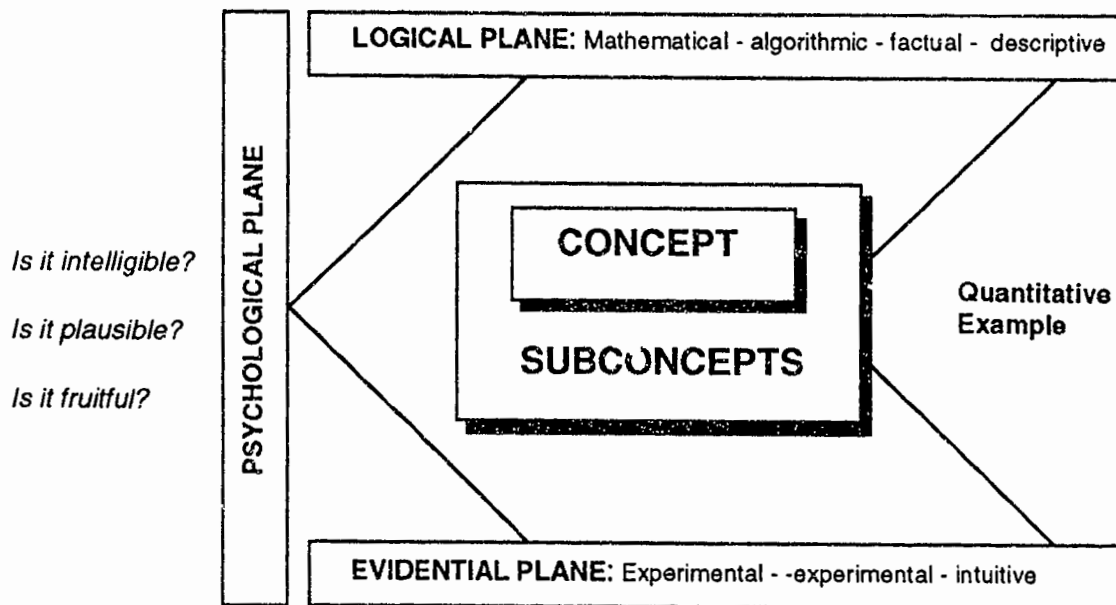 LOGICAL PLANE: Mathematical - algorithmic - factual - descriptive
PSYCHOLOGICAL PLANE
Is it intelligible?
Is it plausible?
Is it fruitful?
CONCEPT
SUBCONCEPTS
Quantitative
Example
EVIDENTIAL PLANE: Experimental - -experimental - intuitive